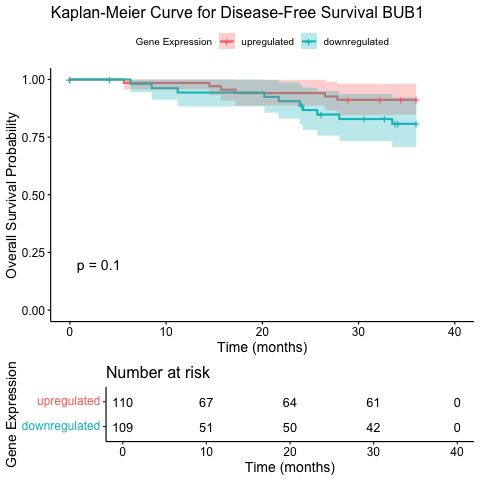 Kaplan-Meier Curve for Disease-Free Survival BUB1
Gene Expression upregulated downregulated
Overall Survival Probability
1.00
0.75
0.50
0.25
0.00
p = 0.1
0 10 20 30 40
Time (months)
Number at risk
Gene Expression
upregulated 110 67 64 61 0
downregulated 109 51 50 42 0
0 10 20 30 40
Time (months)